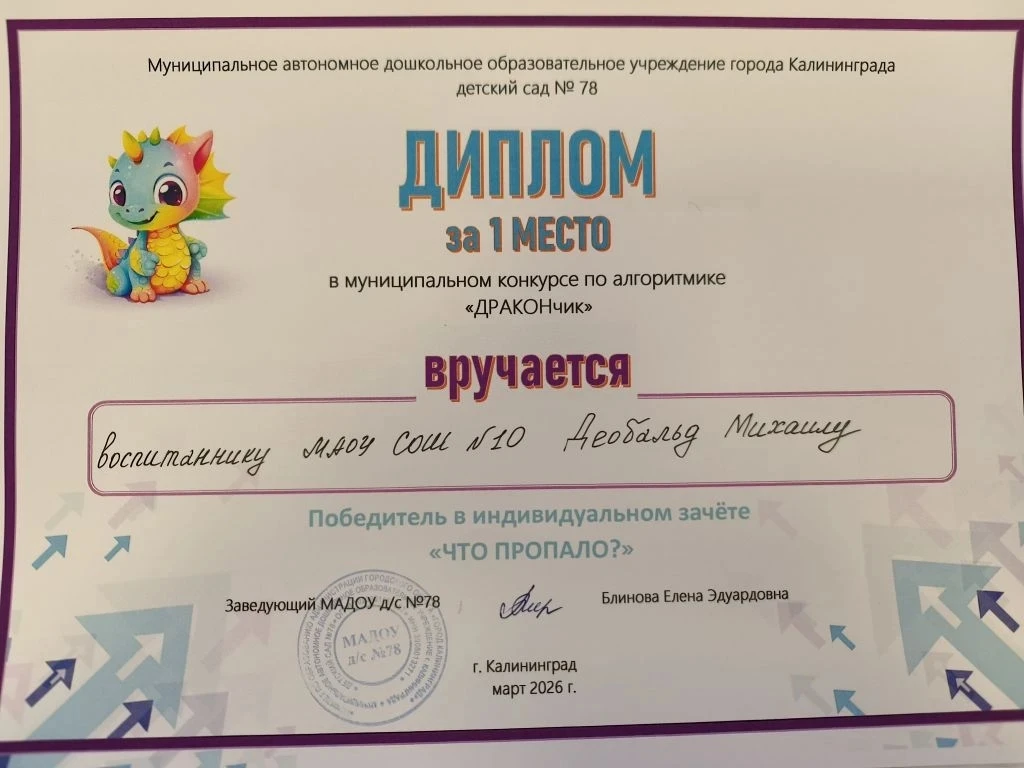 Муниципальное автономное дошкольное образовательное учреждение города Калининграда
детский сад № 78
ДИПЛОМ
за 1 МЕСТО
в муниципальном конкурсе по алгоритмике
«ДРАКОНчик»
вручается
воспитаннику МАОУ СОШ №10 Деобальд Михаилу
Победитель в индивидуальном зачёте
«ЧТО ПРОПАЛО?»
Заведующий МАДОУ д/с №78
Блинова Елена Эдуардовна
МАДОУ
д/с №78
г. Калининград
март 2026 г.